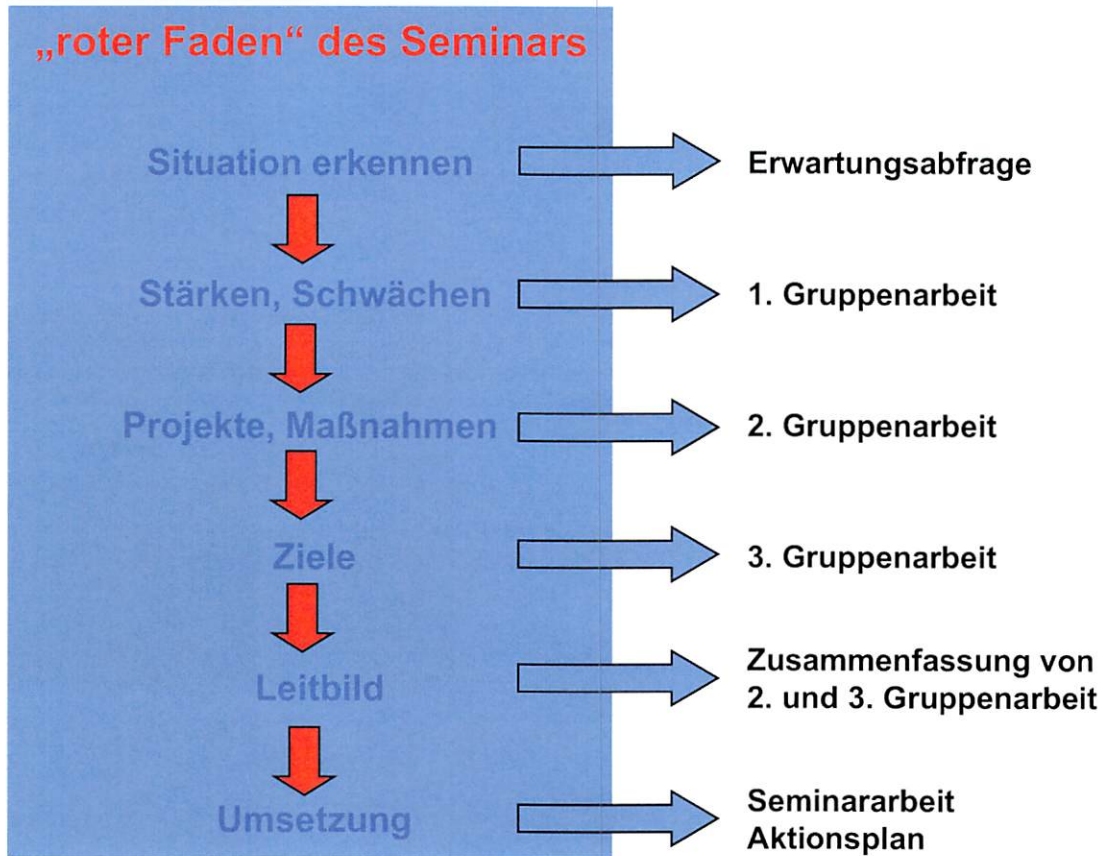 „roter Faden“ des Seminars
Situation erkennen
Erwartungsabfrage
Stärken, Schwächen
1. Gruppenarbeit
Projekte, Maßnahmen
2. Gruppenarbeit
Ziele
3. Gruppenarbeit
Leitbild
Zusammenfassung von
2. und 3. Gruppenarbeit
Umsetzung
Seminararbeit
Aktionsplan